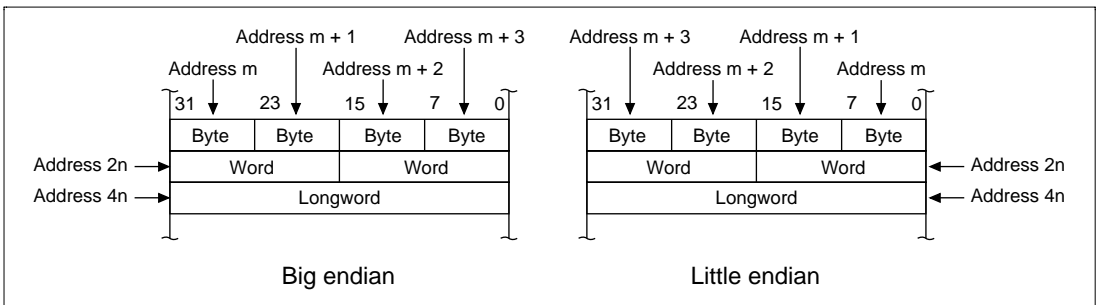 Address m + 1 Address m + 3 Address m + 3 Address m + 1
Address m Address m + 2 Address m + 2 Address m
31 23 15 7 0 31 23 15 7 0
Byte Byte Byte Byte Byte Byte Byte Byte
Address 2n Word Word Word Word Address 2n
Address 4n Longword Longword Address 4n
Big endian Little endian